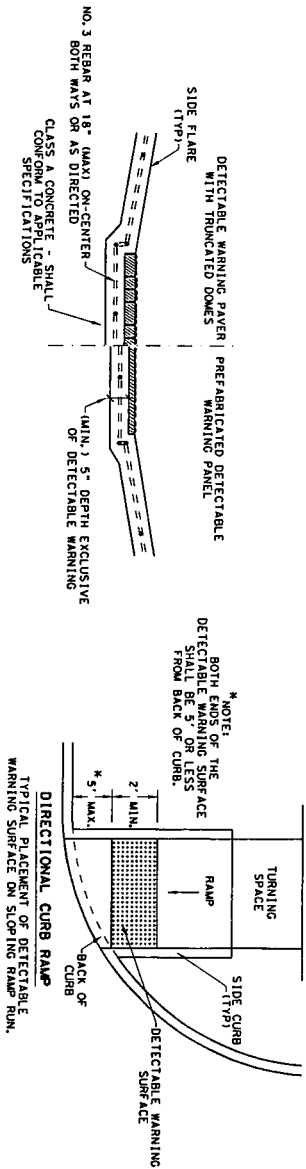 DETECTABLE WARNING PAVER
WITH TRUNCATED DOMES
PREFABRICATED DETECTABLE
WARNING PANEL
SIDE FLARE
(TYP)
NO. 3 REBAR AT 18" (MAX) ON-CENTER
BOTH WAYS OR AS DIRECTED
CLASS A CONCRETE - SHALL
CONFORM TO APPLICABLE
SPECIFICATIONS
(MIN.) 5" DEPTH EXCLUSIVE
OF DETECTABLE WARNING
*NOTE:
BOTH ENDS OF THE
DETECTABLE WARNING SURFACE
SHALL BE 5' OR LESS
FROM BACK OF CURB.
TURNING
SPACE
RAMP
SIDE CURB
(TYP)
2' MIN.
*
5' MAX.
DETECTABLE WARNING
SURFACE
BACK OF
CURB
DIRECTIONAL CURB RAMP
TYPICAL PLACEMENT OF DETECTABLE
WARNING SURFACE ON SLOPING RAMP RUN.